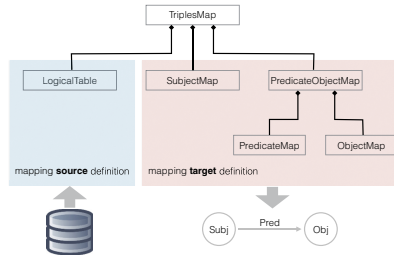 TriplesMap
LogicalTable
SubjectMap
PredicateObjectMap
PredicateMap
ObjectMap
mapping source definition
mapping target definition
Subj
Pred
Obj